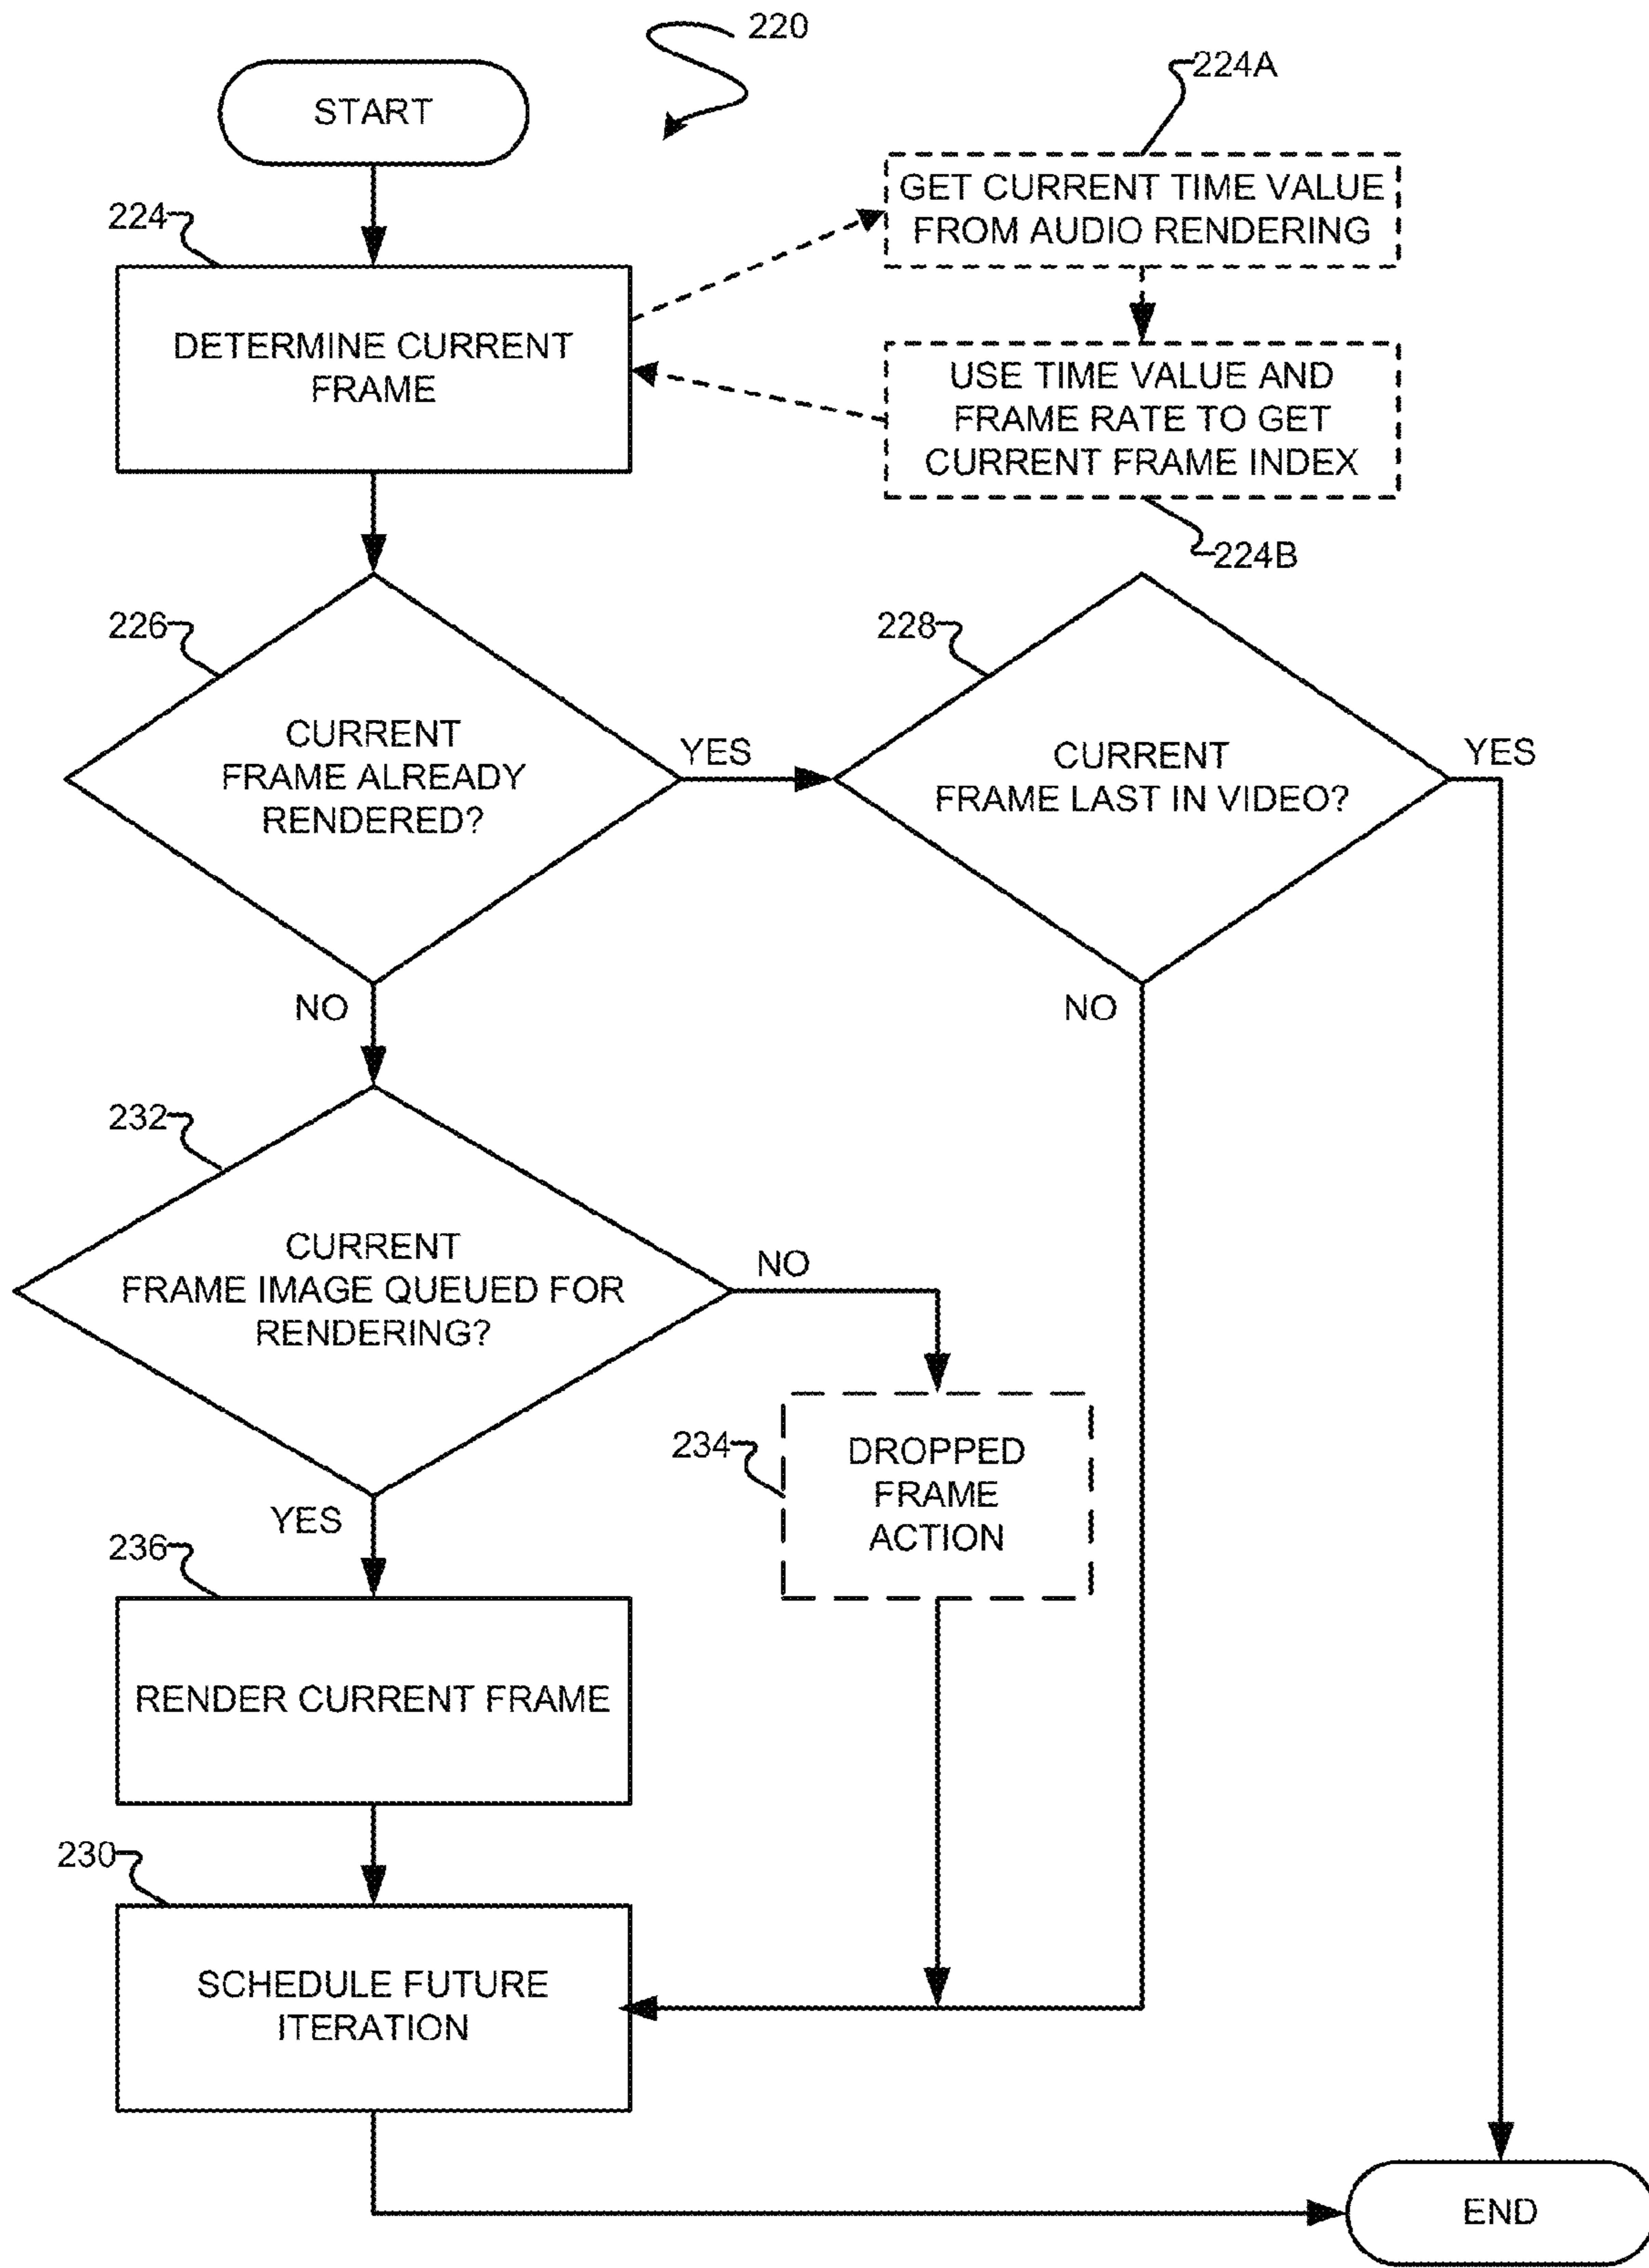 220
START
224A
GET CURRENT TIME VALUE
FROM AUDIO RENDERING
224
DETERMINE CURRENT
FRAME
USE TIME VALUE AND
FRAME RATE TO GET
CURRENT FRAME INDEX
224B
226
CURRENT
FRAME ALREADY
RENDERED?
YES
NO
228
CURRENT
FRAME LAST IN VIDEO?
YES
NO
232
CURRENT
FRAME IMAGE QUEUED FOR
RENDERING?
NO
YES
234
DROPPED
FRAME
ACTION
236
RENDER CURRENT FRAME
230
SCHEDULE FUTURE
ITERATION
END